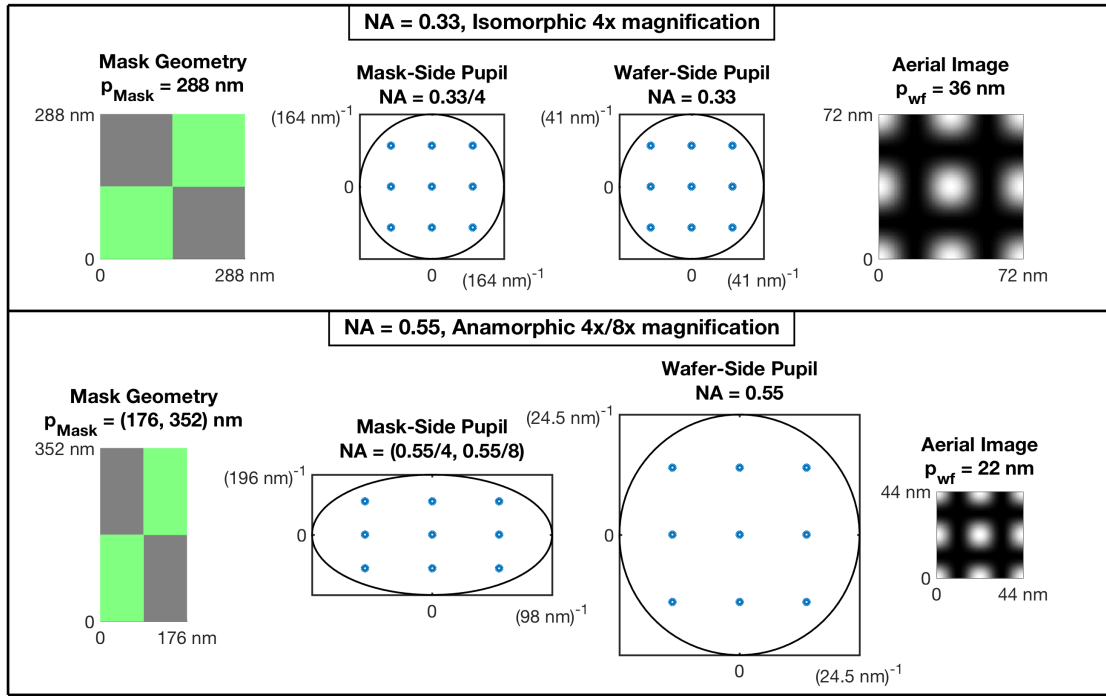 NA = 0.33, Isomorphic 4x magnification
Mask Geometry
p_Mask = 288 nm
288 nm
0
0
288 nm
Mask-Side Pupil
NA = 0.33/4
(164 nm)^-1
0
0
(164 nm)^-1
Wafer-Side Pupil
NA = 0.33
(41 nm)^-1
0
0
(41 nm)^-1
Aerial Image
p_wf = 36 nm
72 nm
0
0
72 nm
NA = 0.55, Anamorphic 4x/8x magnification
Mask Geometry
p_Mask = (176, 352) nm
352 nm
0
0
176 nm
Mask-Side Pupil
NA = (0.55/4, 0.55/8)
(196 nm)^-1
0
0
(98 nm)^-1
Wafer-Side Pupil
NA = 0.55
(24.5 nm)^-1
0
0
(24.5 nm)^-1
Aerial Image
p_wf = 22 nm
44 nm
0
0
44 nm